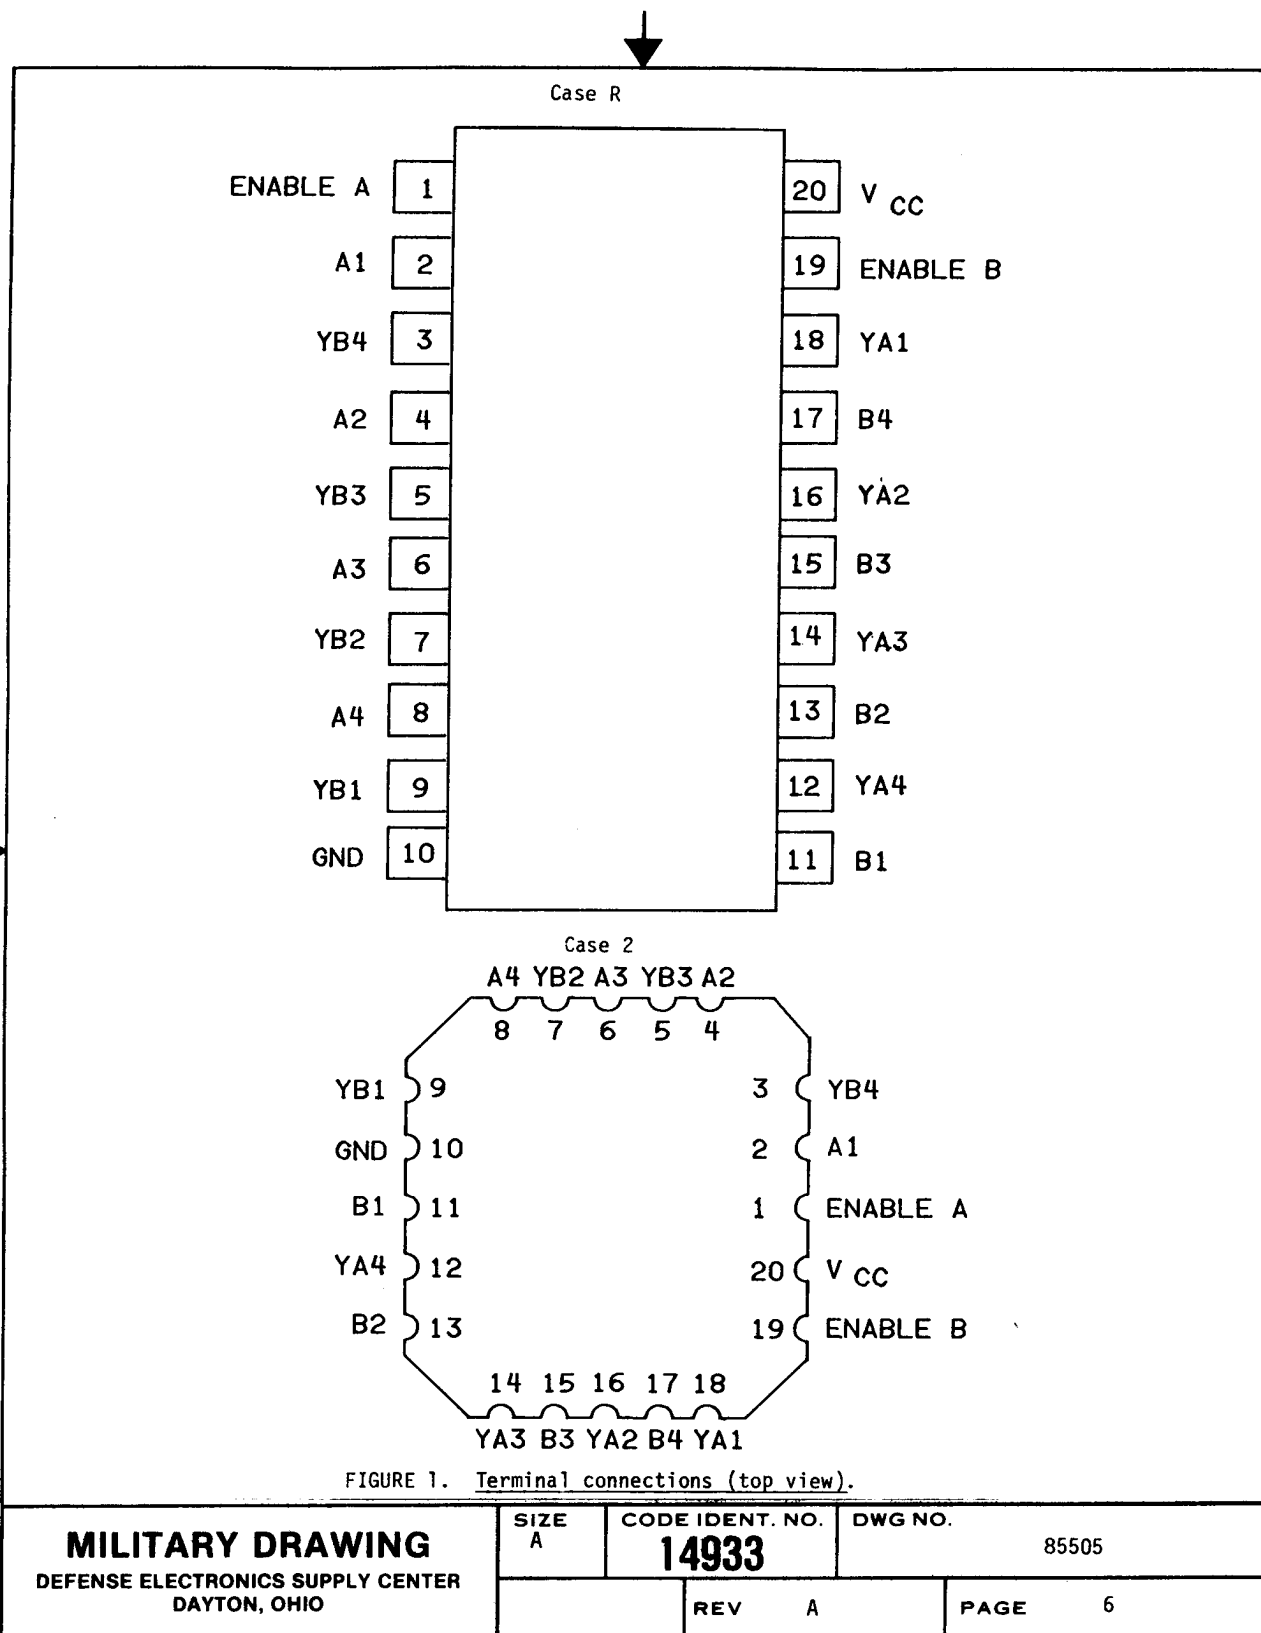 Case R
ENABLE A 1 20 V CC
A1 2 19 ENABLE B
YB4 3 18 YA1
A2 4 17 B4
YB3 5 16 YA2
A3 6 15 B3
YB2 7 14 YA3
A4 8 13 B2
YB1 9 12 YA4
GND 10 11 B1
Case 2
A4 YB2 A3 YB3 A2
8 7 6 5 4
YB1 9 3 YB4
GND 10 2 A1
B1 11 1 ENABLE A
YA4 12 20 V CC
B2 13 19 ENABLE B
14 15 16 17 18
YA3 B3 YA2 B4 YA1
FIGURE 1. Terminal connections (top view).
MILITARY DRAWING
DEFENSE ELECTRONICS SUPPLY CENTER
DAYTON, OHIO
SIZE
A
CODE IDENT. NO.
14933
DWG NO.
85505
REV A
PAGE 6